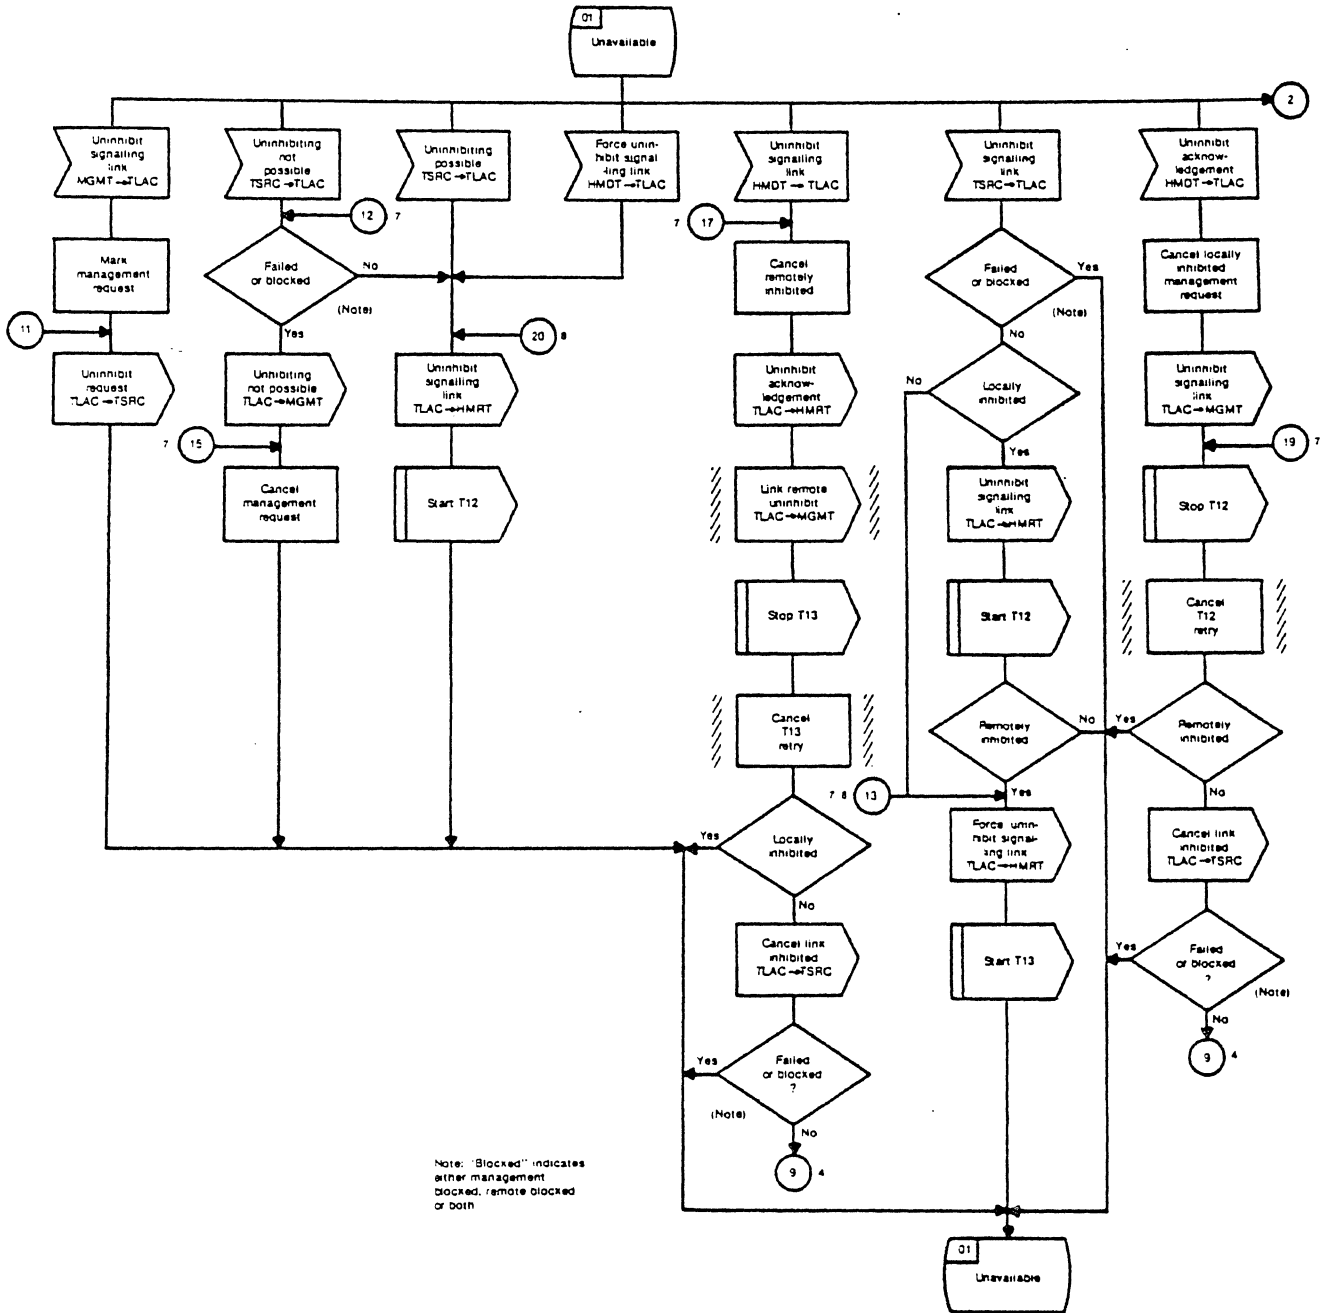 01
Unavailable
2
Uninhibit
signalling
link
MGMT→TLAC
Uninhibiting
not
possible
TSRC→TLAC
Uninhibiting
possible
TSRC→TLAC
Force unin-
hibit signal
ling link
HMDT→TLAC
Uninhibit
signalling
link
HMDT→TLAC
Uninhibit
signalling
link
TSRC→TLAC
Uninhibit
acknow-
ledgement
HMDT→TLAC
12 7
7 17
Mark
management
request
Failed
or blocked
No
(Note)
Yes
Cancel
remotely
inhibited
Failed
or blocked
Yes
(Note)
No
Cancel locally
inhibited
management
request
11
20 8
Uninhibit
request
TLAC→TSRC
Unhibiting
not possible
TLAC→MGMT
Uninhibit
signalling
link
TLAC→HMRT
Uninhibit
acknow-
ledgement
TLAC→HMRT
No
Locally
inhibited
Yes
Uninhibit
signalling
link
TLAC→MGMT
7 15
19 7
Cancel
management
request
Start T12
Link remote
uninhibit
TLAC→MGMT
Uninhibit
signalling
link
TLAC→HMRT
Stop T12
Stop T13
Start T12
Cancel
T12
retry
Cancel
T13
retry
Remotely
inhibited
No
Yes
Yes
Remotely
inhibited
No
7 8 13
Yes
Locally
inhibited
No
Force unin-
hibit signal-
ling link
TLAC→HMRT
Cancel link
inhibited
TLAC→TSRC
Cancel link
inhibited
TLAC→TSRC
Start T13
Yes
Failed
or blocked
?
(Note)
No
9 4
Yes
Failed
or blocked
?
(Note)
No
9 4
Note: "Blocked" indicates
either management
blocked, remote blocked
or both
01
Unavailable